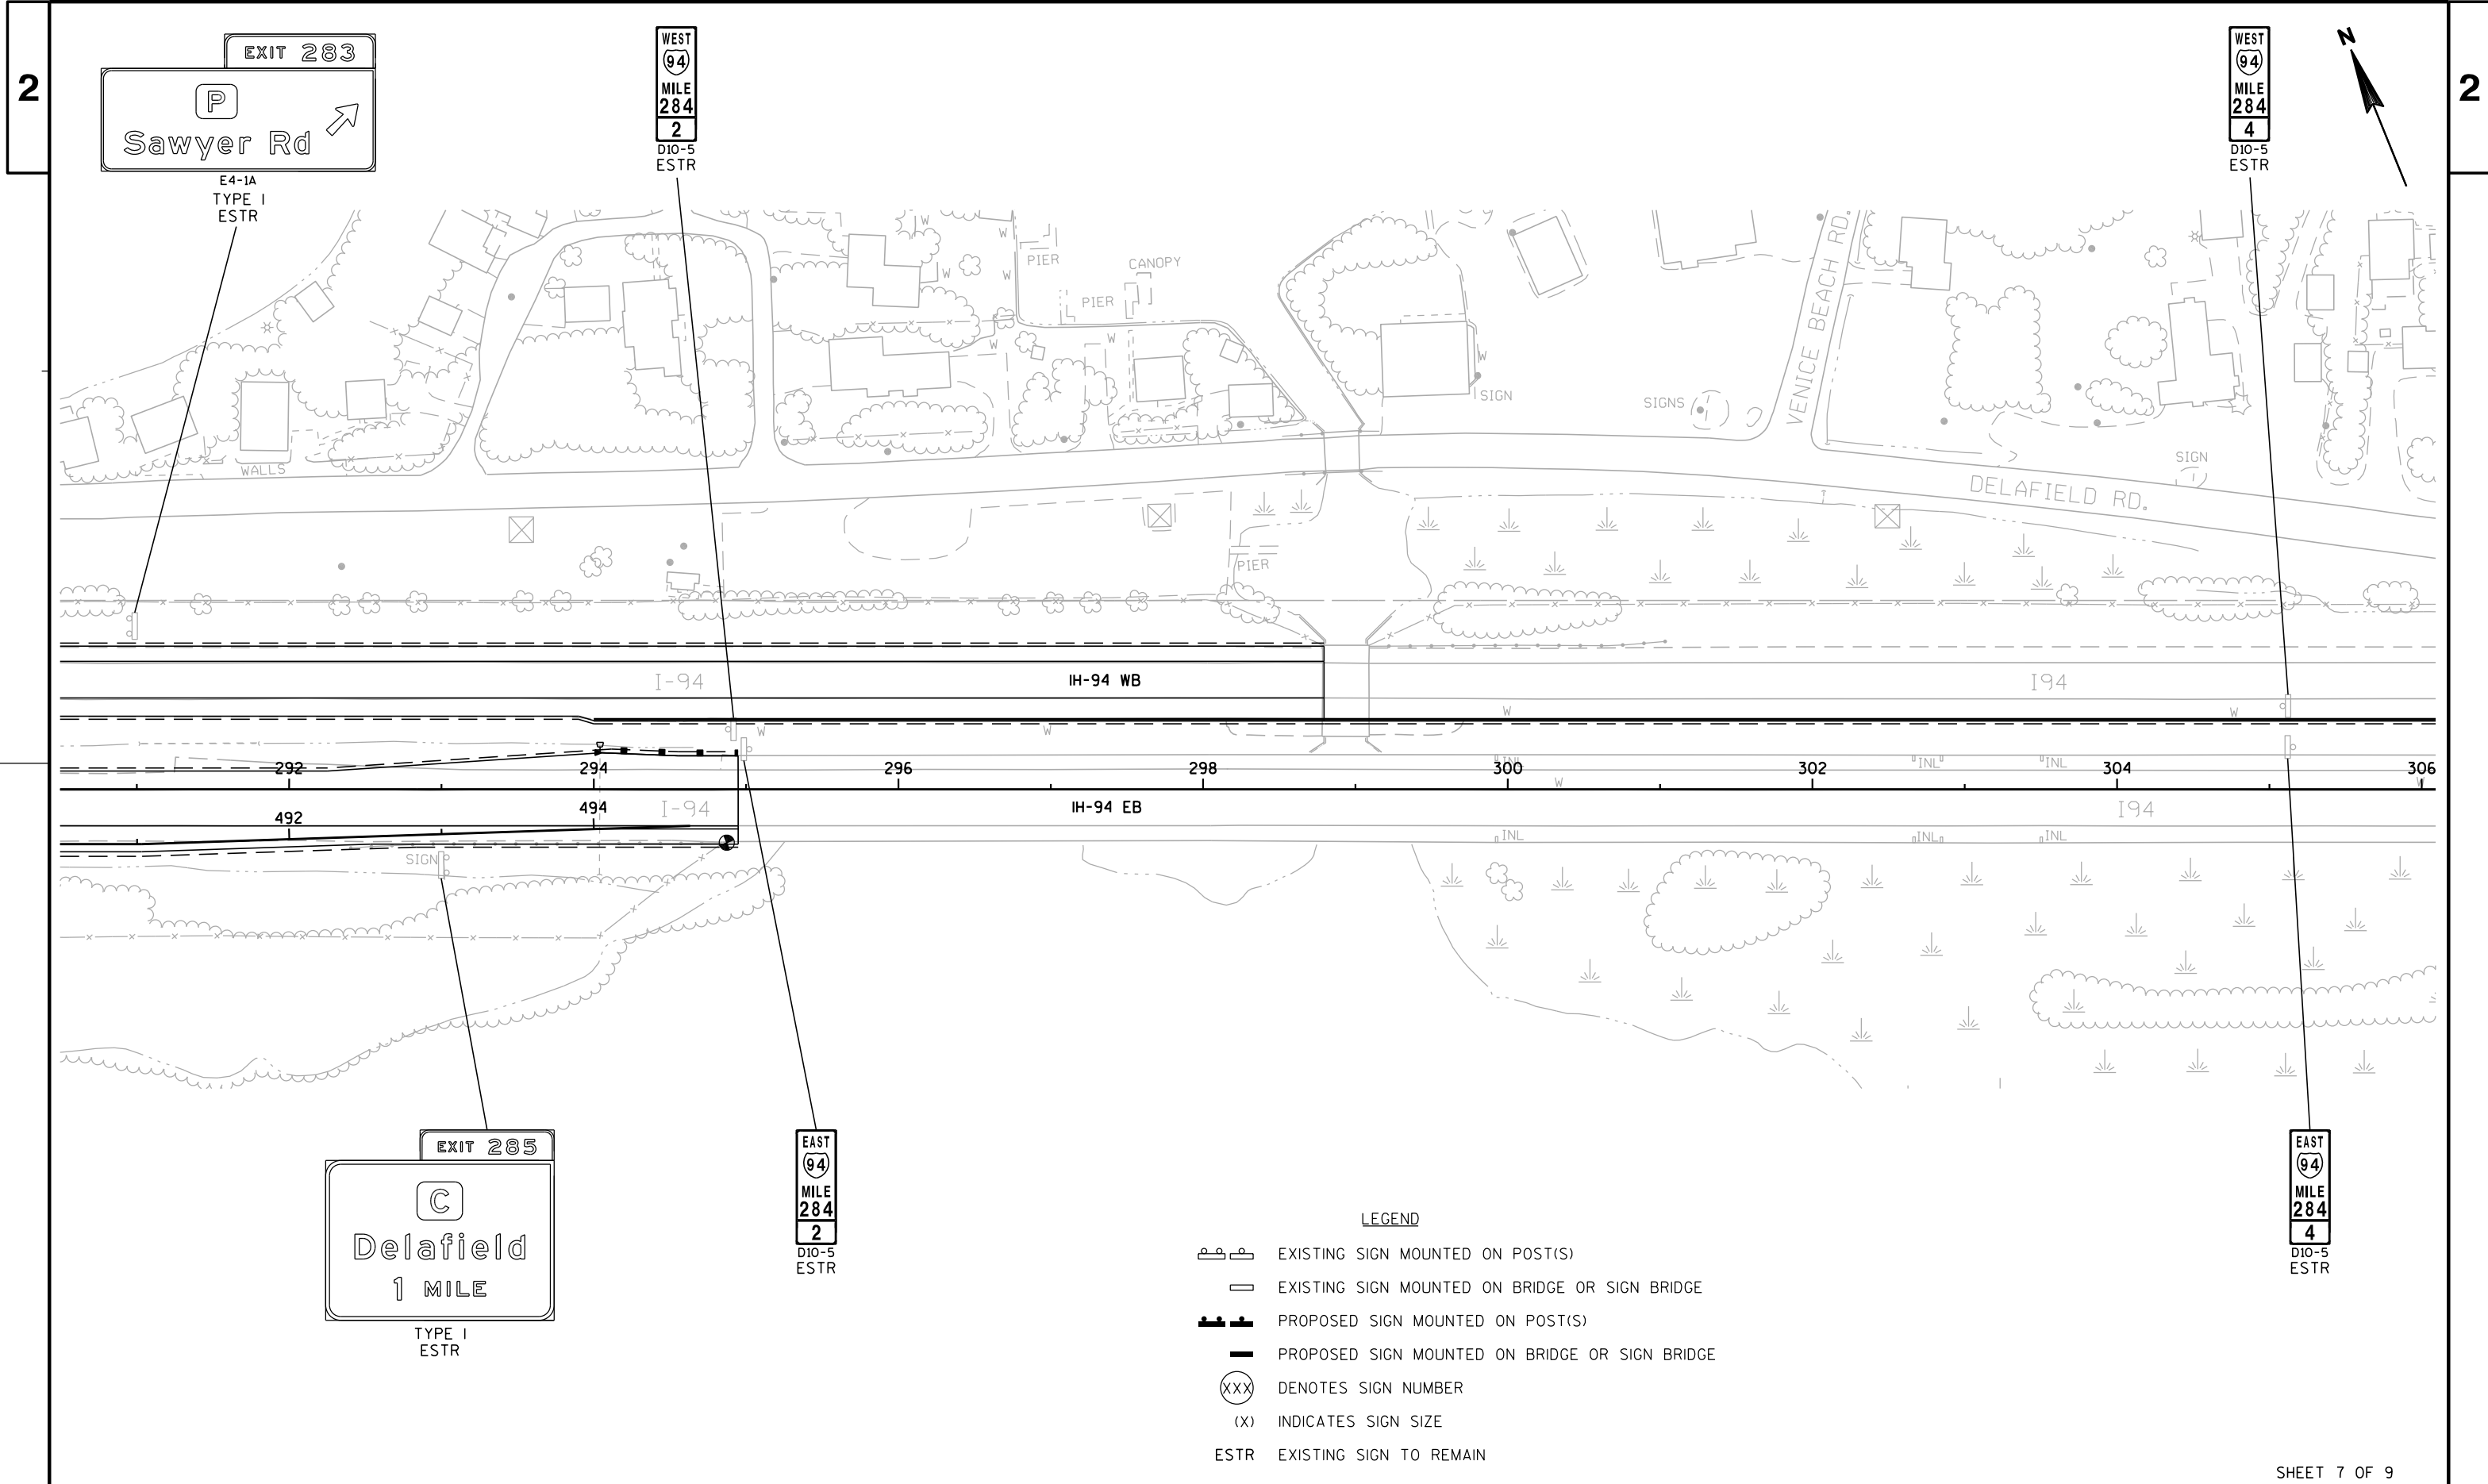 2
2
EXIT 283
P
Sawyer Rd
E4-1A
TYPE I
ESTR
WEST
94
MILE
284
2
D10-5
ESTR
WEST
94
MILE
284
4
D10-5
ESTR
N
W
W
PIER
W
W
CANOPY
PIER
W
W
W
SIGN
SIGNS
VENICE BEACH RD.
WALLS
SIGN
DELAFIELD RD.
PIER
I-94
IH-94 WB
I94
W
W
W
W
292
294
296
298
INL
300
302
INL
INL
304
306
W
W
492
494
I-94
IH-94 EB
I94
INL
INL
INL
SIGN
EXIT 285
C
Delafield
1 MILE
TYPE I
ESTR
EAST
94
MILE
284
2
D10-5
ESTR
EAST
94
MILE
284
4
D10-5
ESTR
LEGEND
EXISTING SIGN MOUNTED ON POST(S)
EXISTING SIGN MOUNTED ON BRIDGE OR SIGN BRIDGE
PROPOSED SIGN MOUNTED ON POST(S)
PROPOSED SIGN MOUNTED ON BRIDGE OR SIGN BRIDGE
XXX DENOTES SIGN NUMBER
(X) INDICATES SIGN SIZE
ESTR EXISTING SIGN TO REMAIN
SHEET 7 OF 9